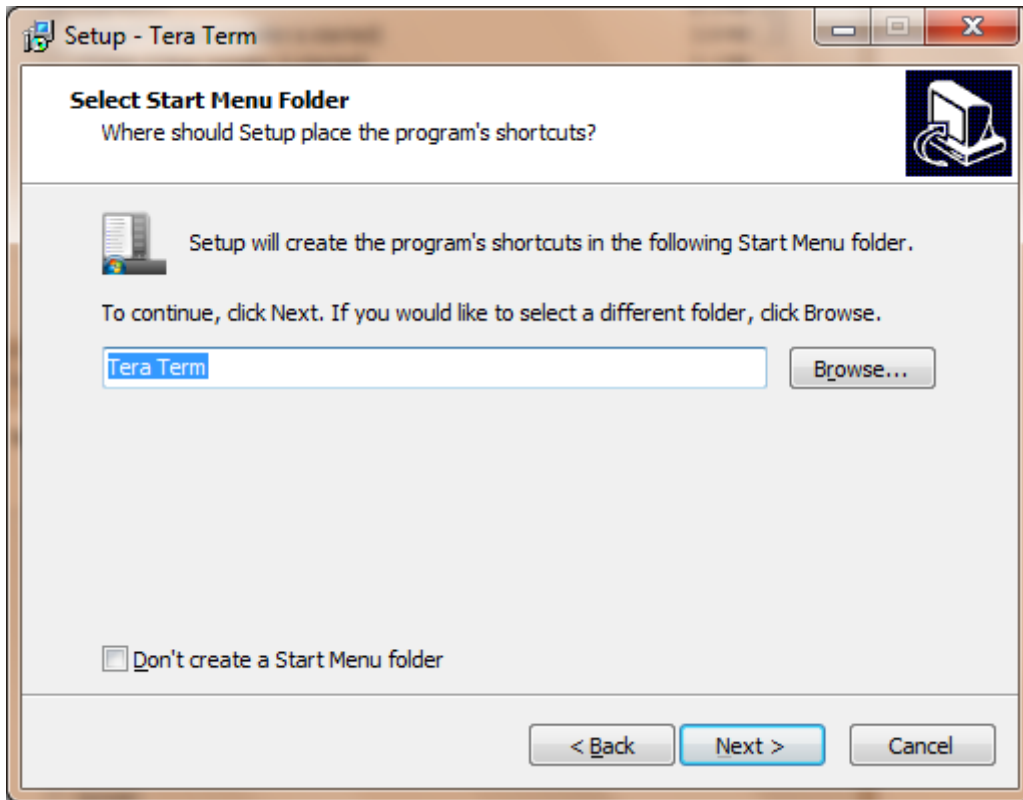 Setup - Tera Term
Select Start Menu Folder
Where should Setup place the program's shortcuts?
Setup will create the program's shortcuts in the following Start Menu folder.
To continue, click Next. If you would like to select a different folder, click Browse.
Tera Term
Browse...
Don't create a Start Menu folder
< Back
Next >
Cancel